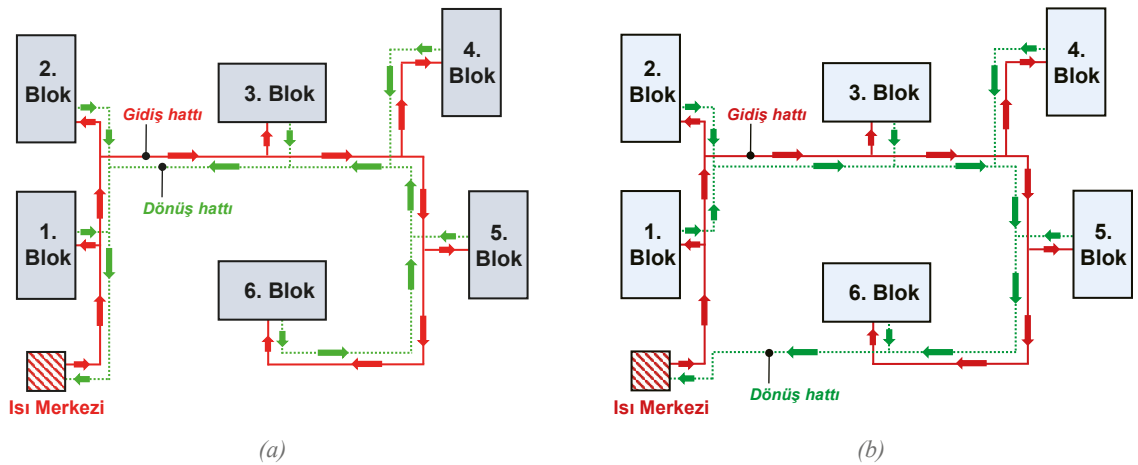 2.
Blok
3. Blok
4.
Blok
Gidiş hattı
Dönüş hattı
1.
Blok
5.
Blok
6. Blok
Isı Merkezi
(a)
2.
Blok
3. Blok
4.
Blok
Gidiş hattı
1.
Blok
5.
Blok
6. Blok
Isı Merkezi
Dönüş hattı
(b)